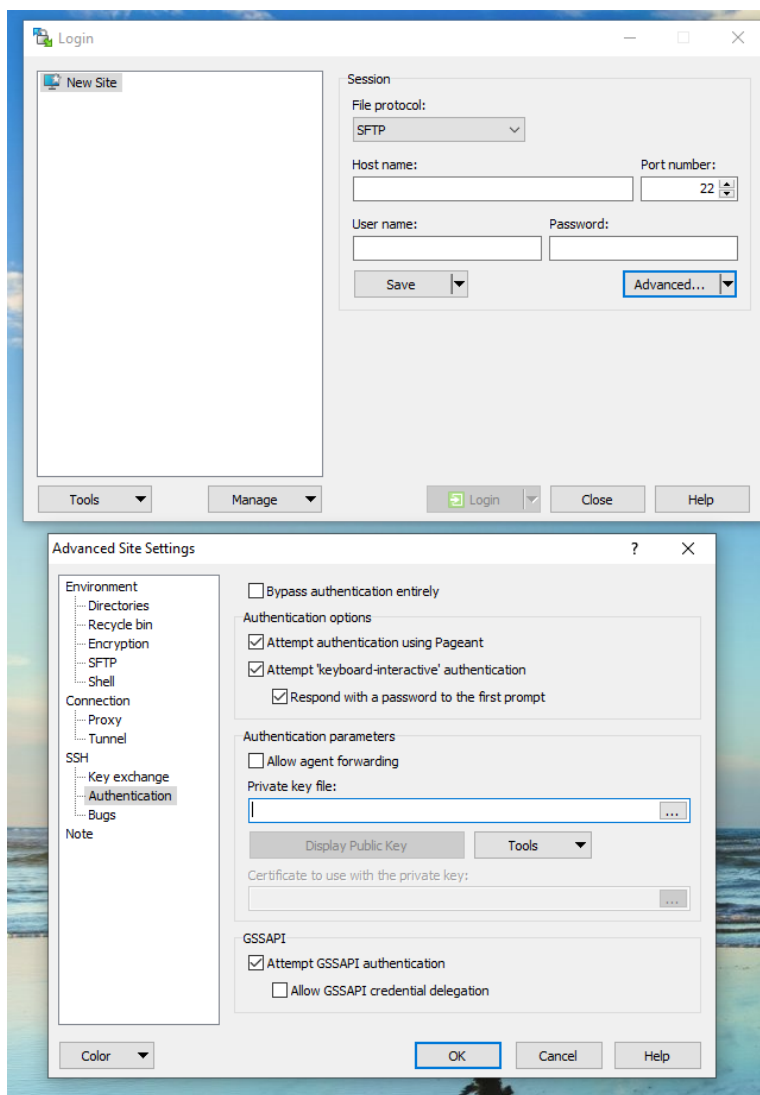 Login
New Site
Session
File protocol:
SFTP
Host name:
Port number:
22
User name:
Password:
Save
Advanced...
Tools
Manage
Login
Close
Help
Advanced Site Settings
?
Environment
Directories
Recycle bin
Encryption
SFTP
Shell
Connection
Proxy
Tunnel
SSH
Key exchange
Authentication
Bugs
Note
Bypass authentication entirely
Authentication options
Attempt authentication using Pageant
Attempt 'keyboard-interactive' authentication
Respond with a password to the first prompt
Authentication parameters
Allow agent forwarding
Private key file:
...
Display Public Key
Tools
Certificate to use with the private key:
...
GSSAPI
Attempt GSSAPI authentication
Allow GSSAPI credential delegation
Color
OK
Cancel
Help